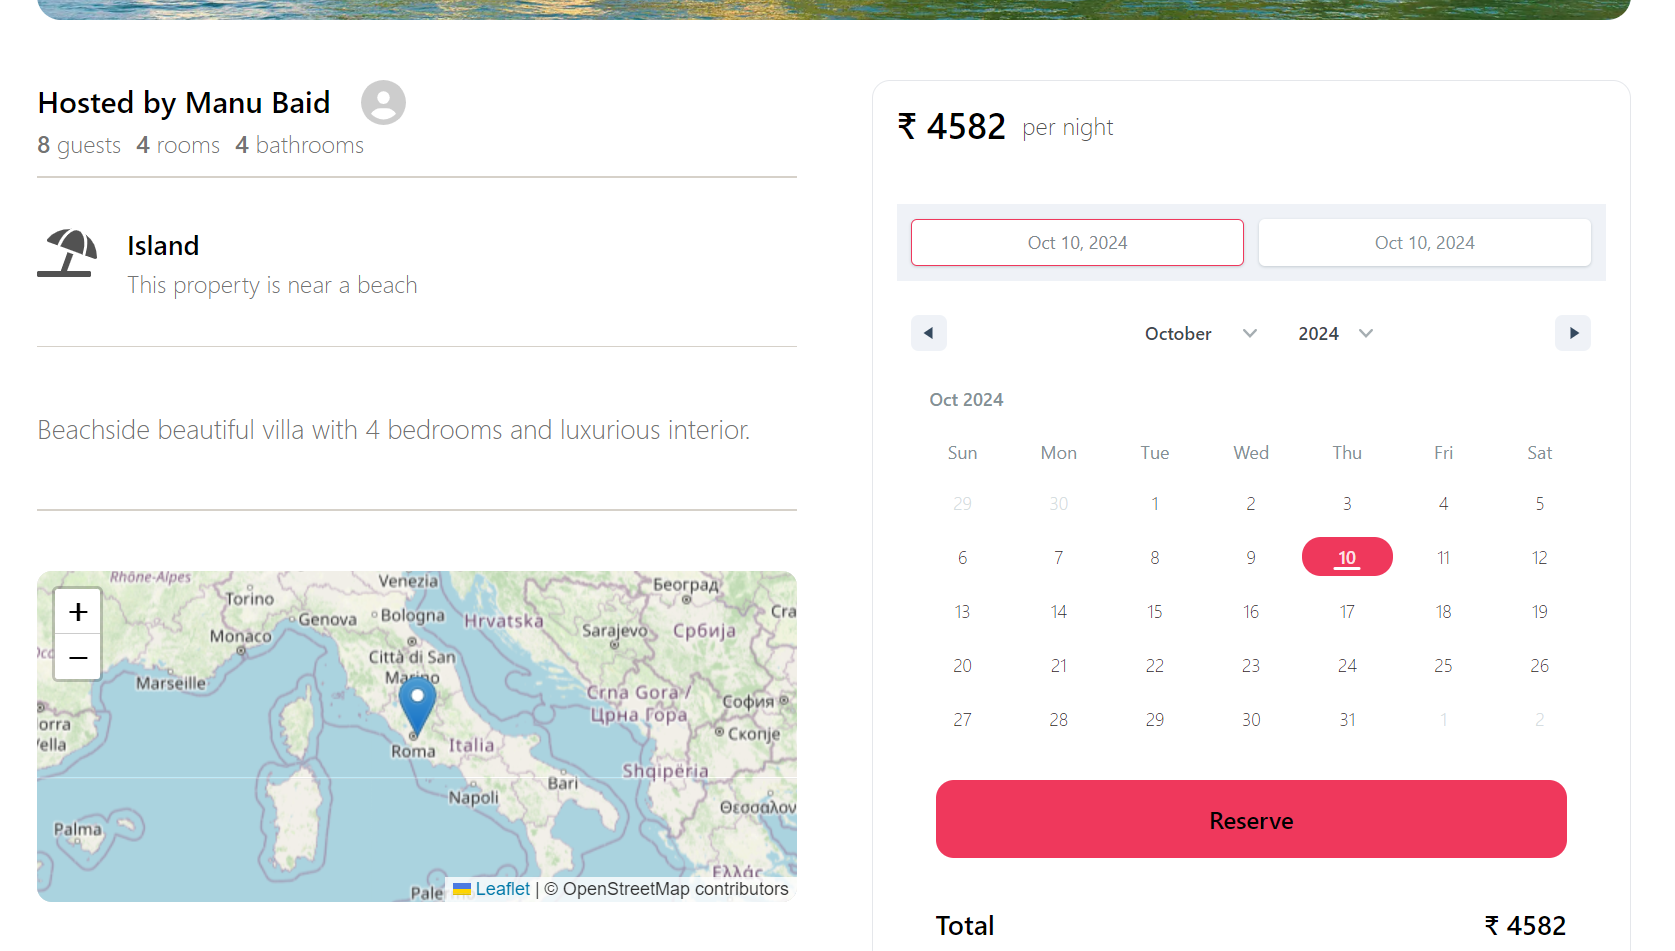 Hosted by Manu Baid
8 guests 4 rooms 4 bathrooms
Island
This property is near a beach
Beachside beautiful villa with 4 bedrooms and luxurious interior.
Rhône-Alpes
Venezia
Београд
Torino
Genova
Bologna
Hrvatska
Cra
Monaco
Sarajevo
Србија
Città di San
Marino
Marseille
Crna Gora /
Црна Гора
София
orra
Скопје
Vella
Roma
Italia
Shqipëria
Bari
Napoli
Θεσσαλον
Palma
Ελλάς
Pale
Leaflet | © OpenStreetMap contributors
+
−
₹ 4582 per night
Oct 10, 2024 Oct 10, 2024
October 2024
Oct 2024
Sun Mon Tue Wed Thu Fri Sat
29 30 1 2 3 4 5
6 7 8 9 10 11 12
13 14 15 16 17 18 19
20 21 22 23 24 25 26
27 28 29 30 31 1 2
Reserve
Total ₹ 4582